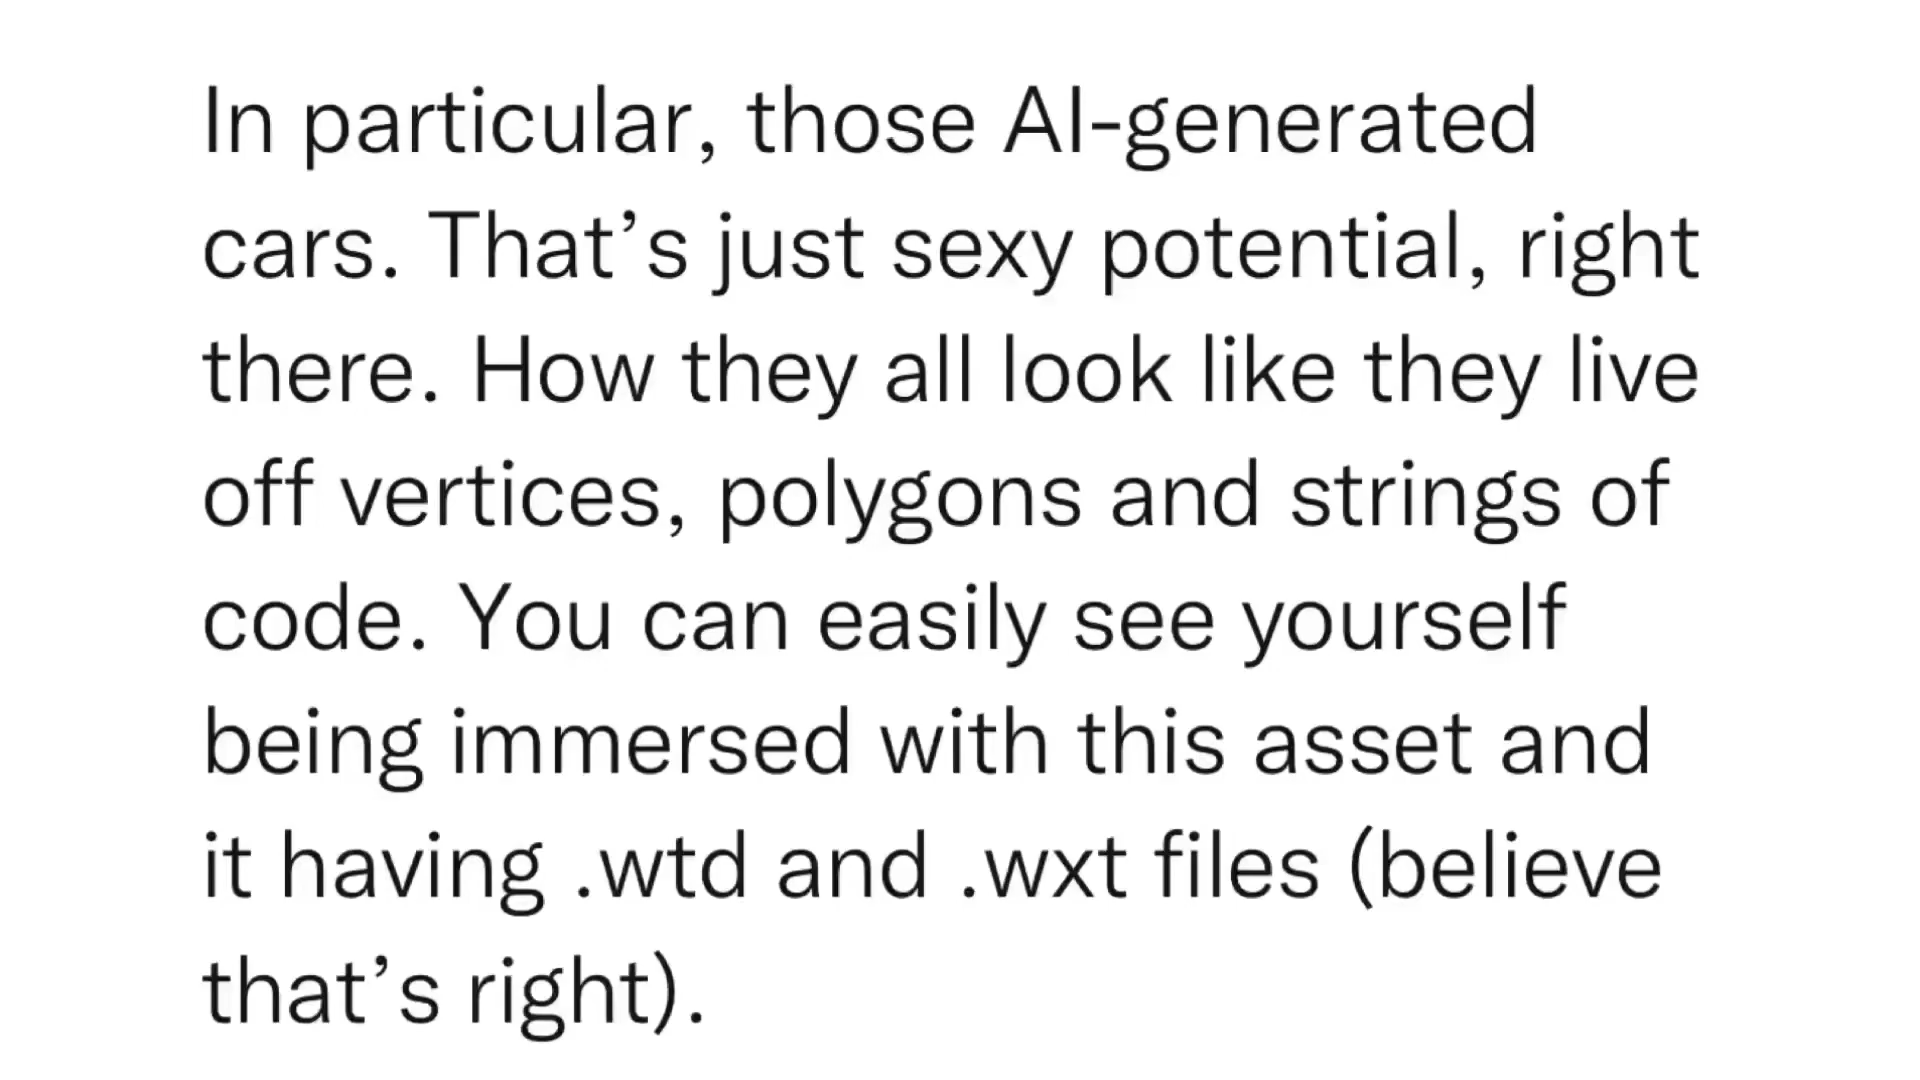 In particular, those AI-generated
cars. That’s just sexy potential, right
there. How they all look like they live
off vertices, polygons and strings of
code. You can easily see yourself
being immersed with this asset and
it having .wtd and .wxt files (believe
that’s right).